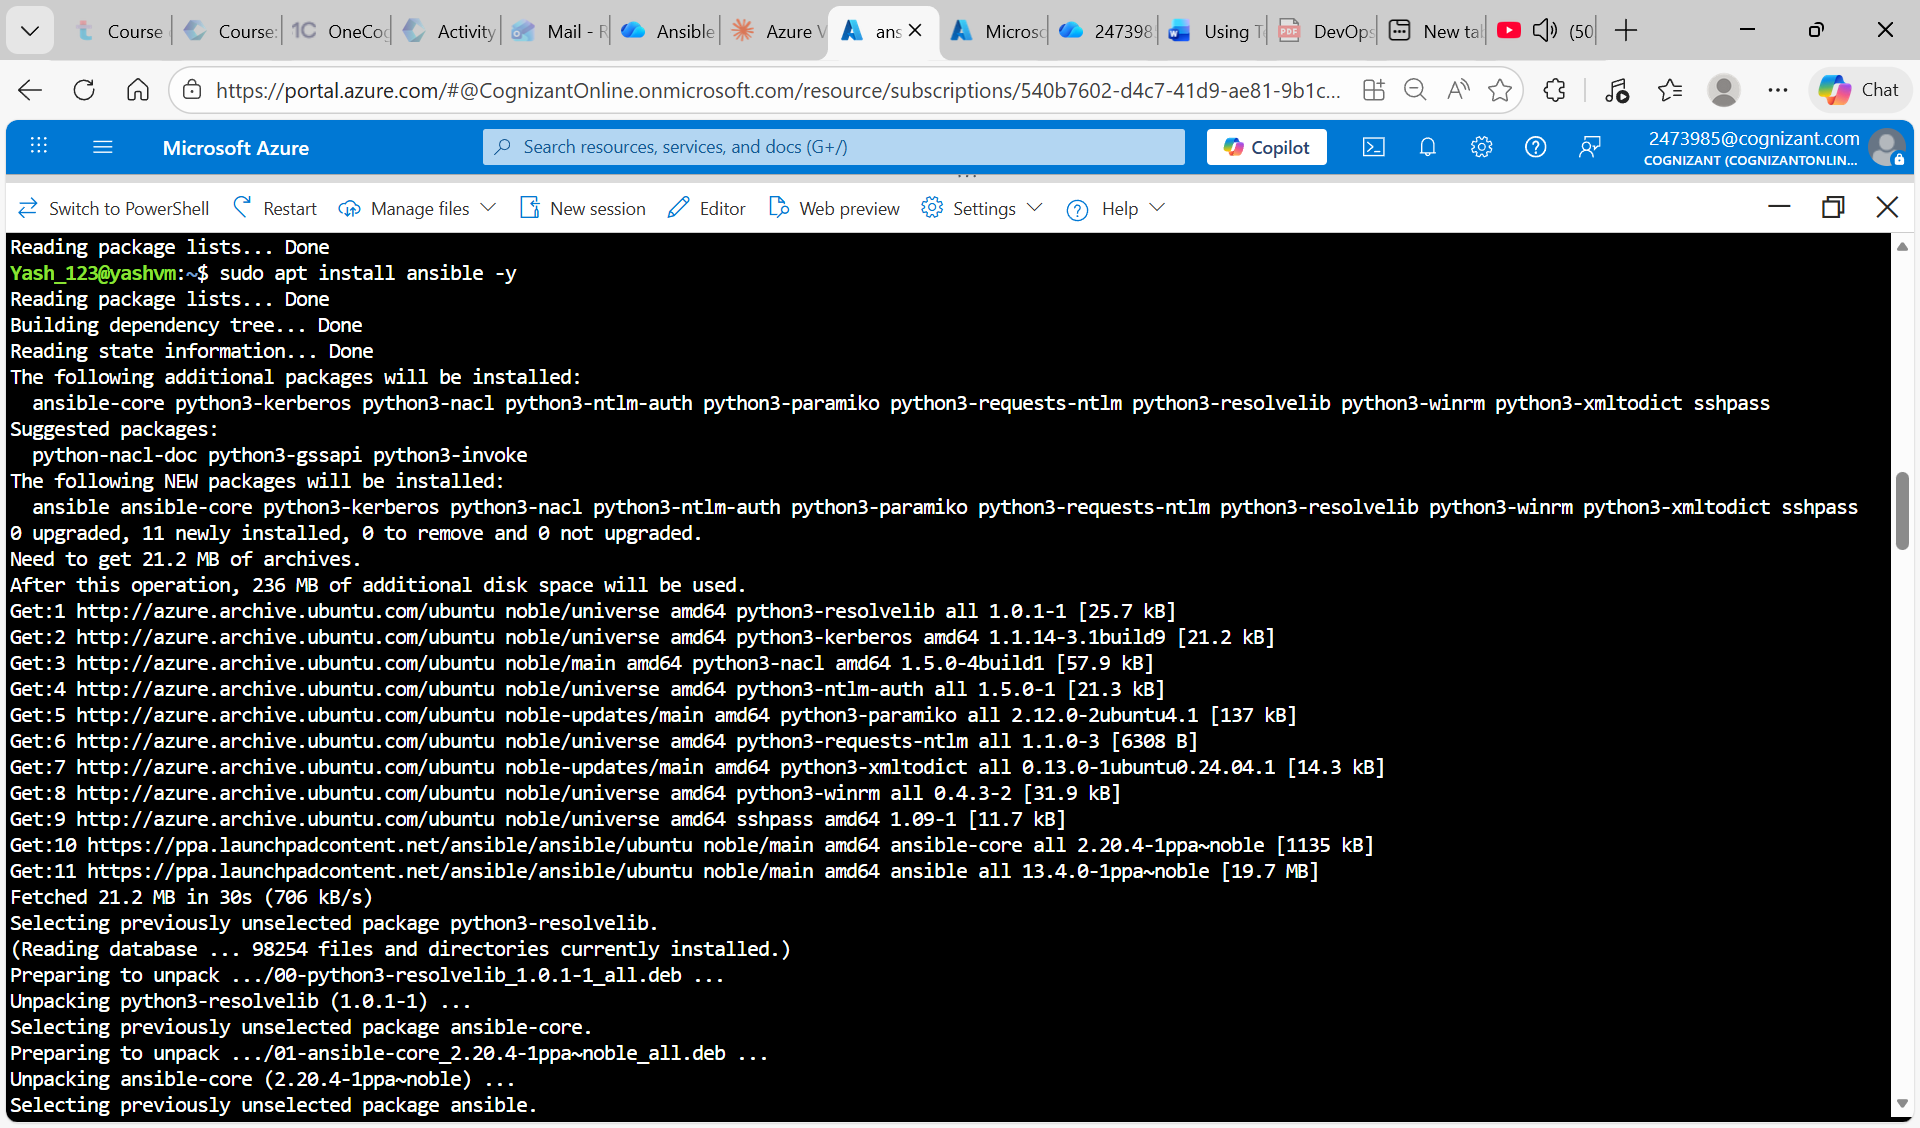 Course
Course:
OneCog
Activity
Mail - R
Ansible
Azure V
ans
Microsc
247398
Using Te
DevOps
New tal
(50
https://portal.azure.com/#@CognizantOnline.onmicrosoft.com/resource/subscriptions/540b7602-d4c7-41d9-ae81-9b1c...
Chat
Microsoft Azure
Search resources, services, and docs (G+/)
Copilot
2473985@cognizant.com
COGNIZANT (COGNIZANTONLIN...
Switch to PowerShell
Restart
Manage files
New session
Editor
Web preview
Settings
Help
Reading package lists... Done
Yash_123@yashvm:~$ sudo apt install ansible -y
Reading package lists... Done
Building dependency tree... Done
Reading state information... Done
The following additional packages will be installed:
  ansible-core python3-kerberos python3-nacl python3-ntlm-auth python3-paramiko python3-requests-ntlm python3-resolvelib python3-winrm python3-xmltodict sshpass
Suggested packages:
  python-nacl-doc python3-gssapi python3-invoke
The following NEW packages will be installed:
  ansible ansible-core python3-kerberos python3-nacl python3-ntlm-auth python3-paramiko python3-requests-ntlm python3-resolvelib python3-winrm python3-xmltodict sshpass
0 upgraded, 11 newly installed, 0 to remove and 0 not upgraded.
Need to get 21.2 MB of archives.
After this operation, 236 MB of additional disk space will be used.
Get:1 http://azure.archive.ubuntu.com/ubuntu noble/universe amd64 python3-resolvelib all 1.0.1-1 [25.7 kB]
Get:2 http://azure.archive.ubuntu.com/ubuntu noble/universe amd64 python3-kerberos amd64 1.1.14-3.1build9 [21.2 kB]
Get:3 http://azure.archive.ubuntu.com/ubuntu noble/main amd64 python3-nacl amd64 1.5.0-4build1 [57.9 kB]
Get:4 http://azure.archive.ubuntu.com/ubuntu noble/universe amd64 python3-ntlm-auth all 1.5.0-1 [21.3 kB]
Get:5 http://azure.archive.ubuntu.com/ubuntu noble-updates/main amd64 python3-paramiko all 2.12.0-2ubuntu4.1 [137 kB]
Get:6 http://azure.archive.ubuntu.com/ubuntu noble/universe amd64 python3-requests-ntlm all 1.1.0-3 [6308 B]
Get:7 http://azure.archive.ubuntu.com/ubuntu noble-updates/main amd64 python3-xmltodict all 0.13.0-1ubuntu0.24.04.1 [14.3 kB]
Get:8 http://azure.archive.ubuntu.com/ubuntu noble/universe amd64 python3-winrm all 0.4.3-2 [31.9 kB]
Get:9 http://azure.archive.ubuntu.com/ubuntu noble/universe amd64 sshpass amd64 1.09-1 [11.7 kB]
Get:10 https://ppa.launchpadcontent.net/ansible/ansible/ubuntu noble/main amd64 ansible-core all 2.20.4-1ppa~noble [1135 kB]
Get:11 https://ppa.launchpadcontent.net/ansible/ansible/ubuntu noble/main amd64 ansible all 13.4.0-1ppa~noble [19.7 MB]
Fetched 21.2 MB in 30s (706 kB/s)
Selecting previously unselected package python3-resolvelib.
(Reading database ... 98254 files and directories currently installed.)
Preparing to unpack .../00-python3-resolvelib_1.0.1-1_all.deb ...
Unpacking python3-resolvelib (1.0.1-1) ...
Selecting previously unselected package ansible-core.
Preparing to unpack .../01-ansible-core_2.20.4-1ppa~noble_all.deb ...
Unpacking ansible-core (2.20.4-1ppa~noble) ...
Selecting previously unselected package ansible.